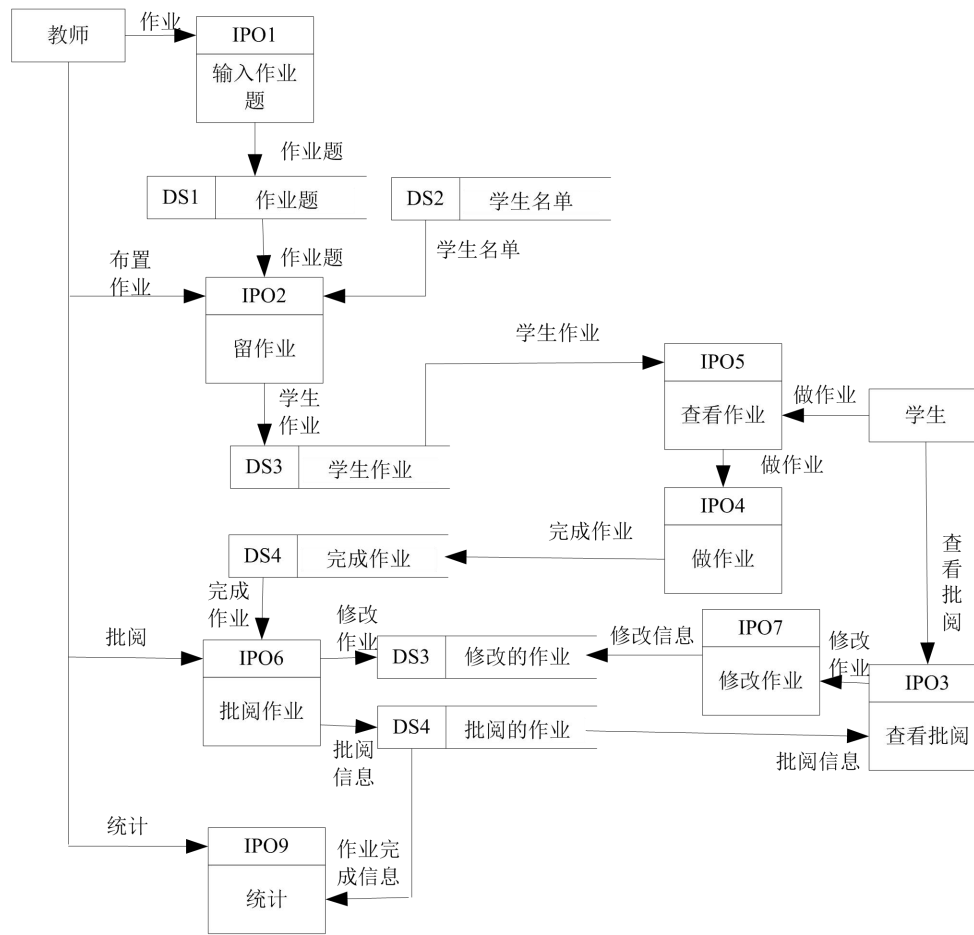 教师
作业
IPO1
输入作业
题
作业题
DS1
作业题
DS2
学生名单
作业题
学生名单
布置
作业
IPO2
留作业
学生作业
IPO5
查看作业
做作业
学生
学生
作业
DS3
学生作业
做作业
IPO4
做作业
完成作业
DS4
完成作业
查
看
批
阅
完成
作业
批阅
IPO6
批阅作业
修改
作业
DS3
修改的作业
修改信息
IPO7
修改作业
修改
作业
IPO3
查看批阅
批阅
信息
DS4
批阅的作业
批阅信息
统计
IPO9
统计
作业完
成信息